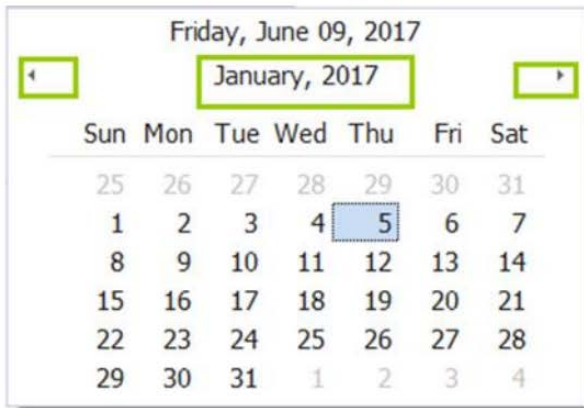 Friday, June 09, 2017
January, 2017
Sun Mon Tue Wed Thu Fri Sat
25 26 27 28 29 30 31
1 2 3 4 5 6 7
8 9 10 11 12 13 14
15 16 17 18 19 20 21
22 23 24 25 26 27 28
29 30 31 1 2 3 4